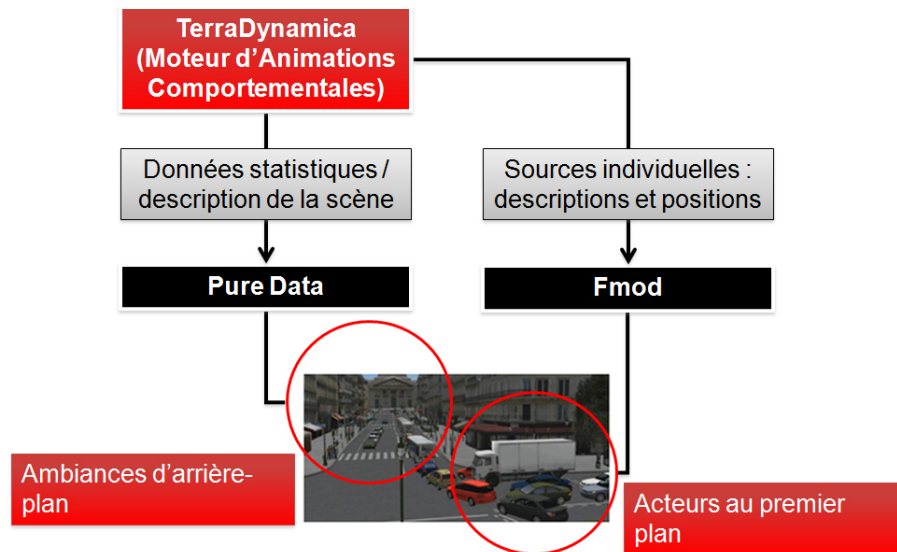 TerraDynamica
(Moteur d'Animations
Comportementales)
Données statistiques /
description de la scène
Sources individuelles :
descriptions et positions
Pure Data
Fmod
Ambiances d'arrière-
plan
Acteurs au premier
plan